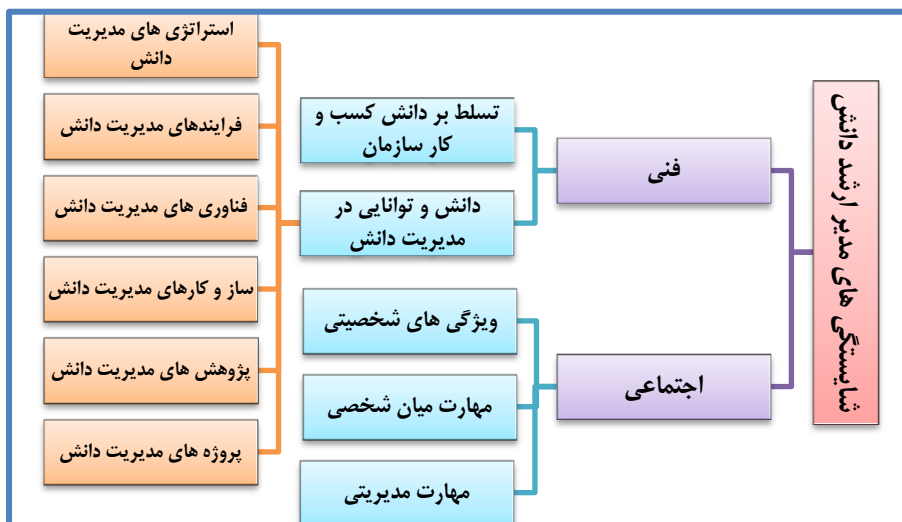 شایستگی های مدیر ارشد دانش
فنی
تسلط بر دانش کسب و
کار سازمان
دانش و توانایی در
مدیریت دانش
استراتژی های مدیریت
دانش
فرایندهای مدیریت دانش
فناوری های مدیریت دانش
ساز و کارهای مدیریت دانش
پژوهش های مدیریت دانش
پروژه های مدیریت دانش
اجتماعی
ویژگی های شخصیتی
مهارت میان شخصی
مهارت مدیریتی